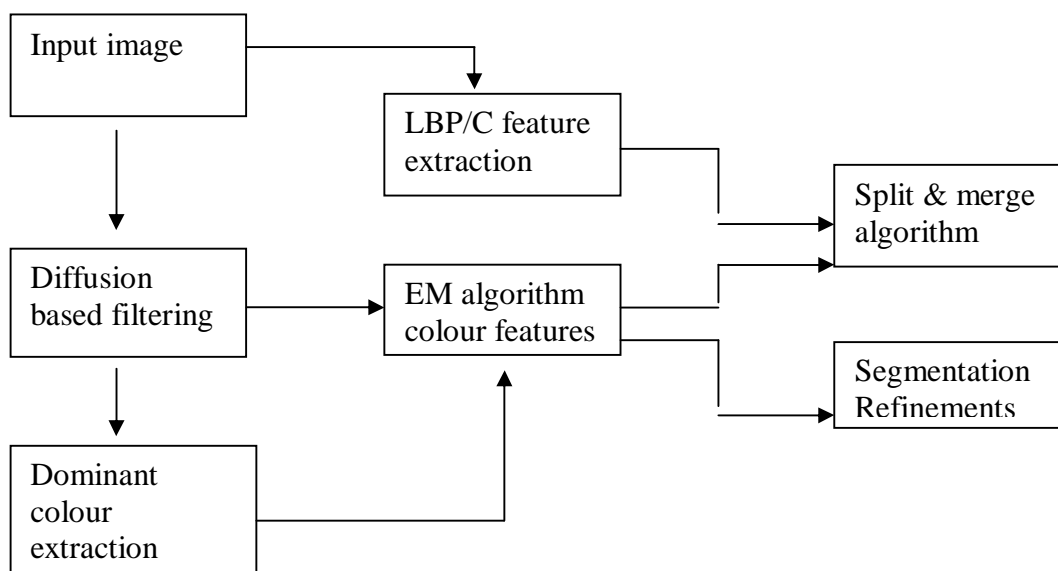 Input image
LBP/C feature
extraction
Split & merge
algorithm
Diffusion
based filtering
EM algorithm
colour features
Segmentation
Refinements
Dominant
colour
extraction